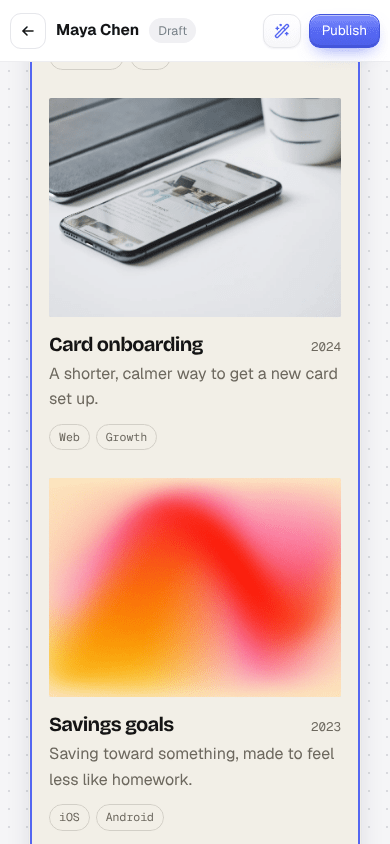 Maya Chen
Draft
Publish
01
Card onboarding
2024
A shorter, calmer way to get a new card
set up.
Web
Growth
Savings goals
2023
Saving toward something, made to feel
less like homework.
iOS
Android